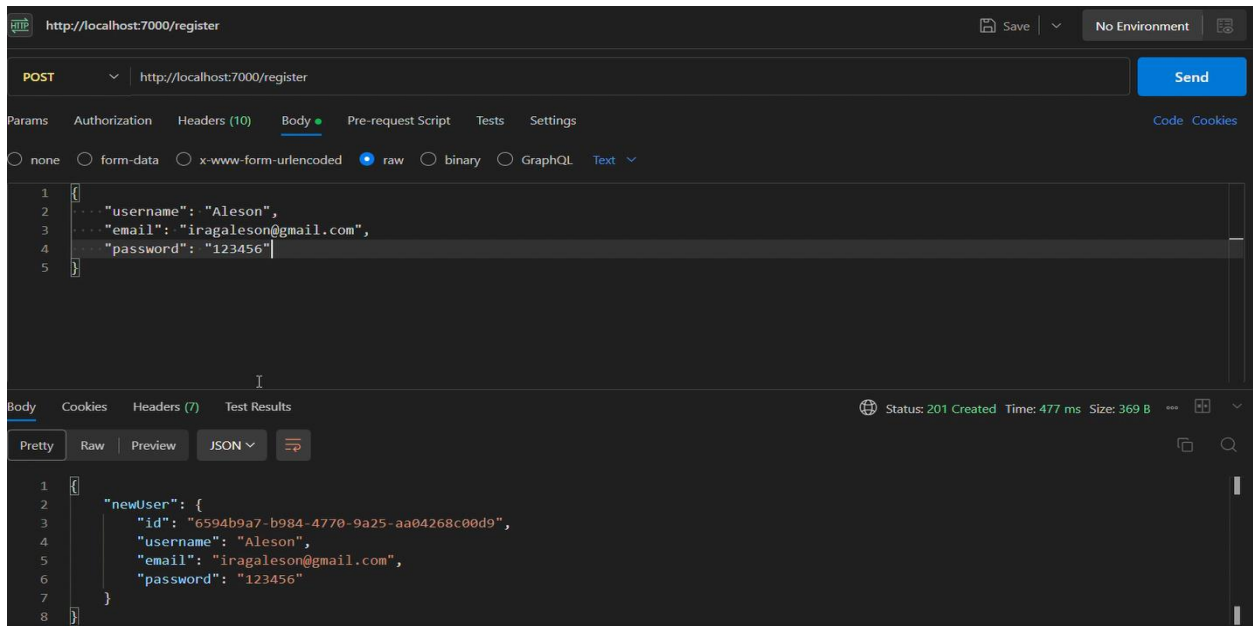 HTTP http://localhost:7000/register Save No Environment
POST http://localhost:7000/register Send
Params Authorization Headers (10) Body Pre-request Script Tests Settings Code Cookies
none form-data x-www-form-urlencoded raw binary GraphQL Text
1 {
2 "username": "Aleson",
3 "email": "iragaleson@gmail.com",
4 "password": "123456"
5 }
Body Cookies Headers (7) Test Results Status: 201 Created Time: 477 ms Size: 369 B
Pretty Raw Preview JSON
1 {
2 "newUser": {
3 "id": "6594b9a7-b984-4770-9a25-aa04268c00d9",
4 "username": "Aleson",
5 "email": "iragaleson@gmail.com",
6 "password": "123456"
7 }
8 }